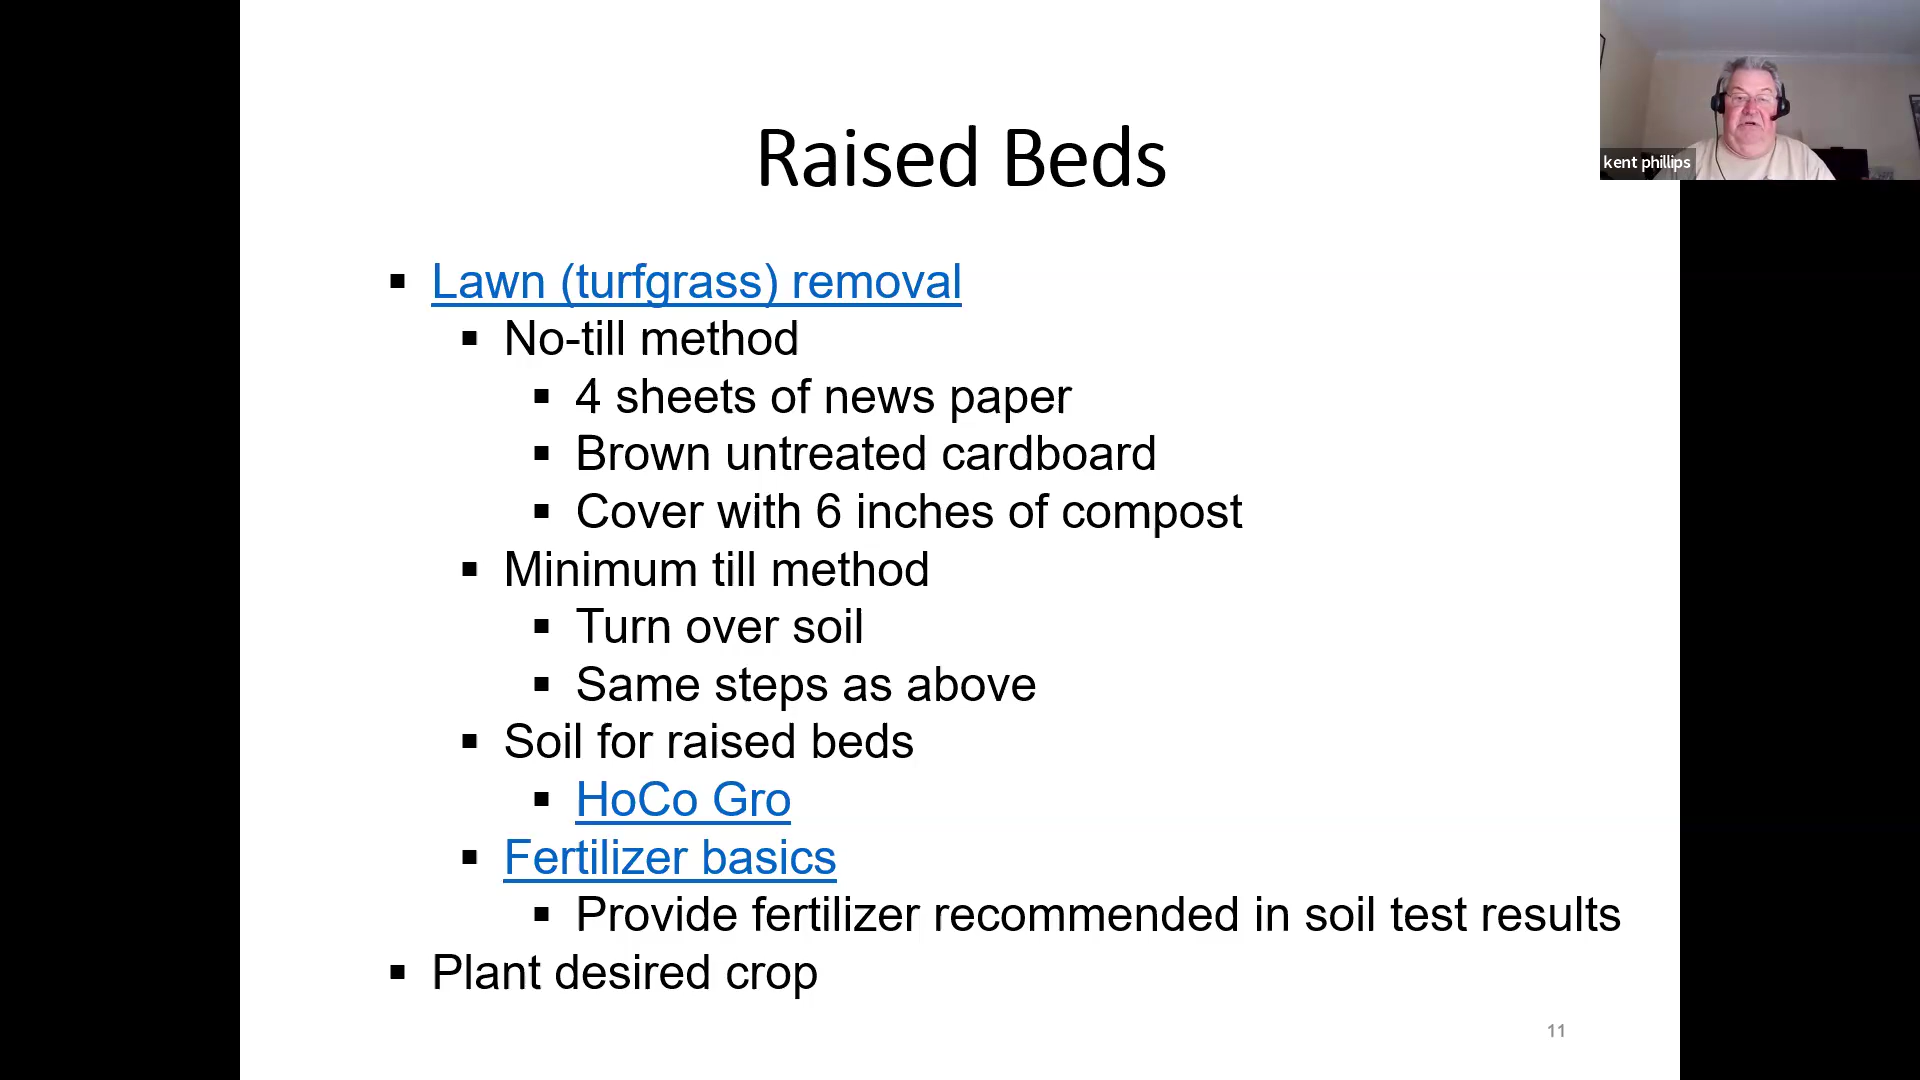 Raised Beds
kent phillips
Lawn (turfgrass) removal
No-till method
4 sheets of news paper
Brown untreated cardboard
Cover with 6 inches of compost
Minimum till method
Turn over soil
Same steps as above
Soil for raised beds
HoCo Gro
Fertilizer basics
Provide fertilizer recommended in soil test results
Plant desired crop
11